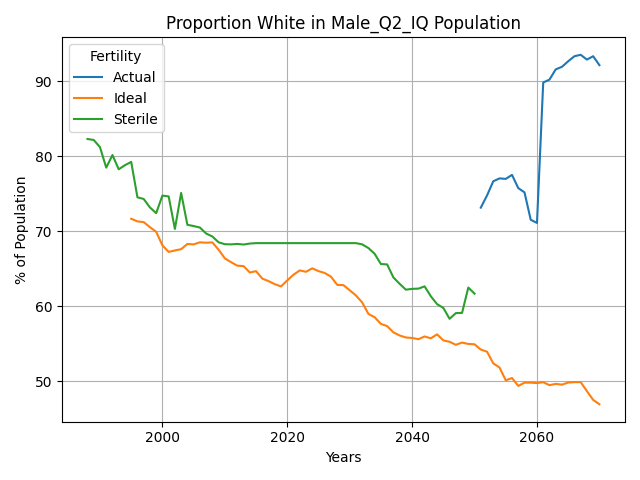 Proportion White in Male_Q2_IQ Population
Fertility
Actual
Ideal
Sterile
% of Population
90
80
70
60
50
2000
2020
2040
2060
Years